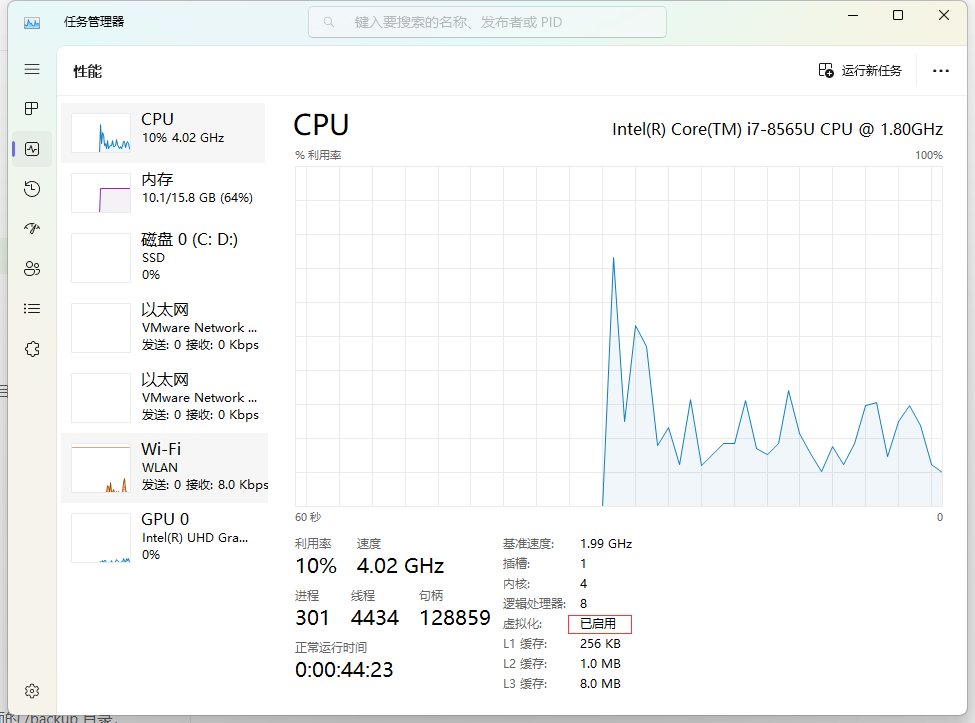 任务管理器
键入要搜索的名称、发布者或 PID
性能
运行新任务
CPU
10% 4.02 GHz
内存
10.1/15.8 GB (64%)
磁盘 0 (C: D:)
SSD
0%
以太网
VMware Network ...
发送: 0 接收: 0 Kbps
以太网
VMware Network ...
发送: 0 接收: 0 Kbps
Wi-Fi
WLAN
发送: 0 接收: 8.0 Kbps
GPU 0
Intel(R) UHD Gra...
0%
CPU
Intel(R) Core(TM) i7-8565U CPU @ 1.80GHz
% 利用率
100%
60 秒
0
利用率
10%
速度
4.02 GHz
进程
301
线程
4434
句柄
128859
正常运行时间
0:00:44:23
基准速度: 1.99 GHz
插槽: 1
内核: 4
逻辑处理器: 8
虚拟化: 已启用
L1 缓存: 256 KB
L2 缓存: 1.0 MB
L3 缓存: 8.0 MB
的 /backup 目录.